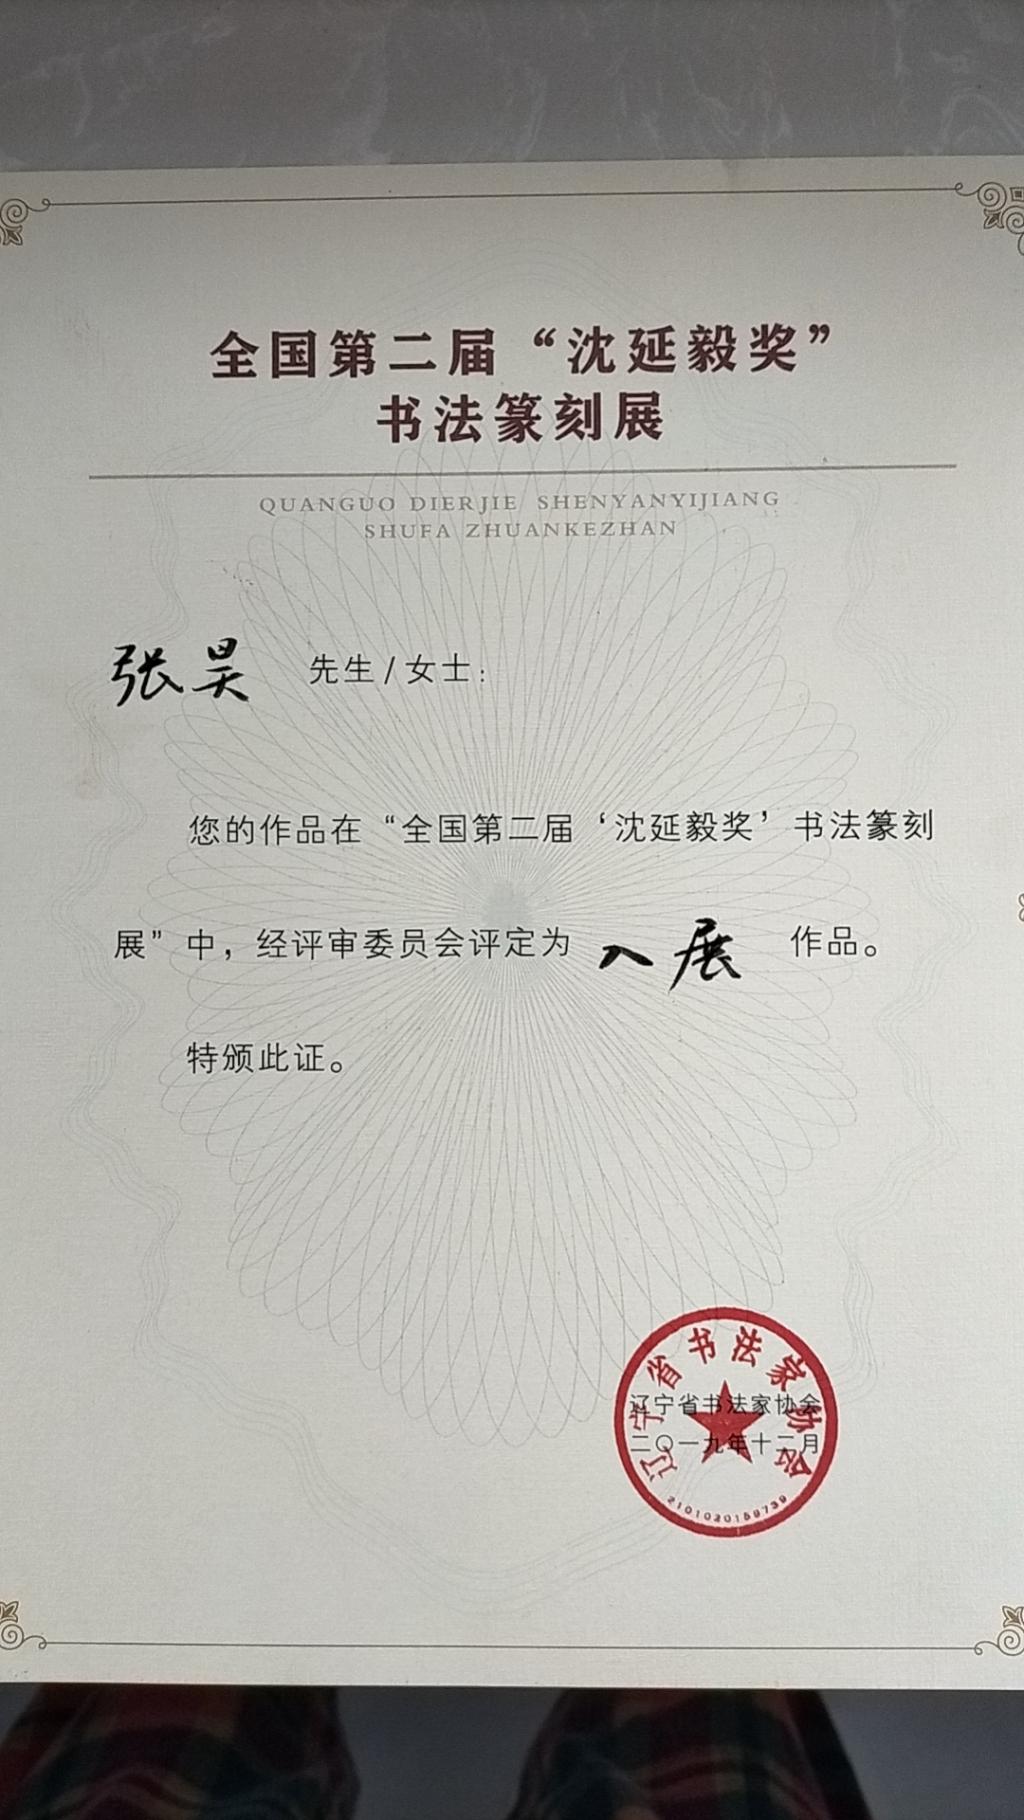 全国第二届“沈延毅奖”
书法篆刻展
QUANGUO DIERJIE SHENYANYIJIANG
SHUFA ZHUANKEZHAN
张昊 先生/女士：
您的作品在“全国第二届‘沈延毅奖’书法篆刻
展”中，经评审委员会评定为 入展 作品。
特颁此证。
辽宁省书法家协会
辽宁省书法家协会
二〇一九年十二月
2101020159739